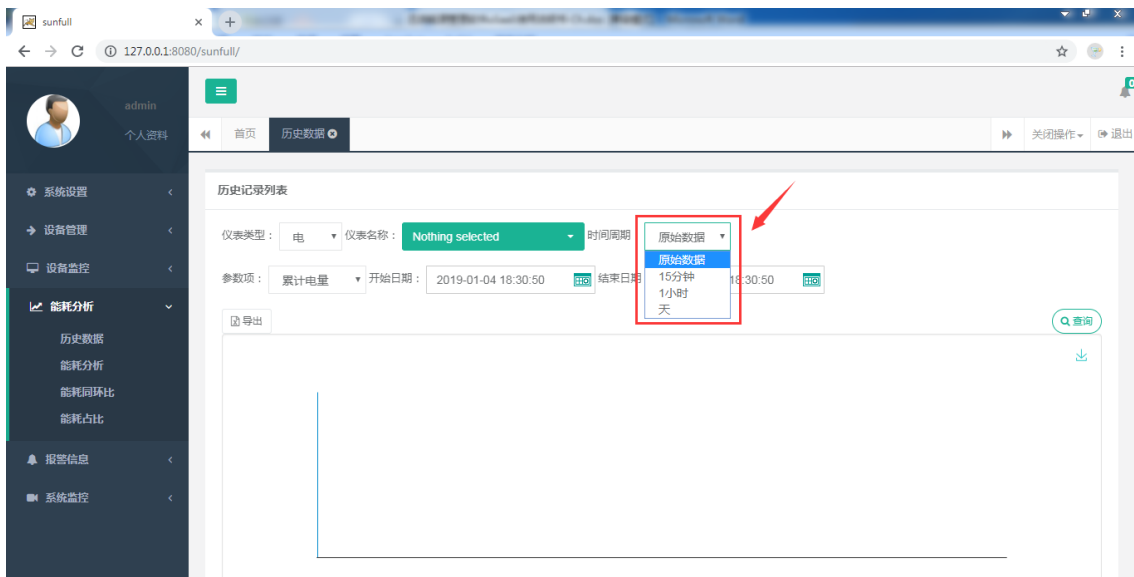 sunfull
127.0.0.1:8080/sunfull/
admin
个人资料
首页 历史数据 关闭操作 退出
系统设置
设备管理
设备监控
能耗分析
历史数据
能耗分析
能耗同环比
能耗占比
报警信息
系统监控
历史记录列表
仪表类型： 电 仪表名称： Nothing selected 时间周期 原始数据
参数项： 累计电量 开始日期： 2019-01-04 18:30:50 结束日期 18:30:50
原始数据
15分钟
1小时
天
导出 查询